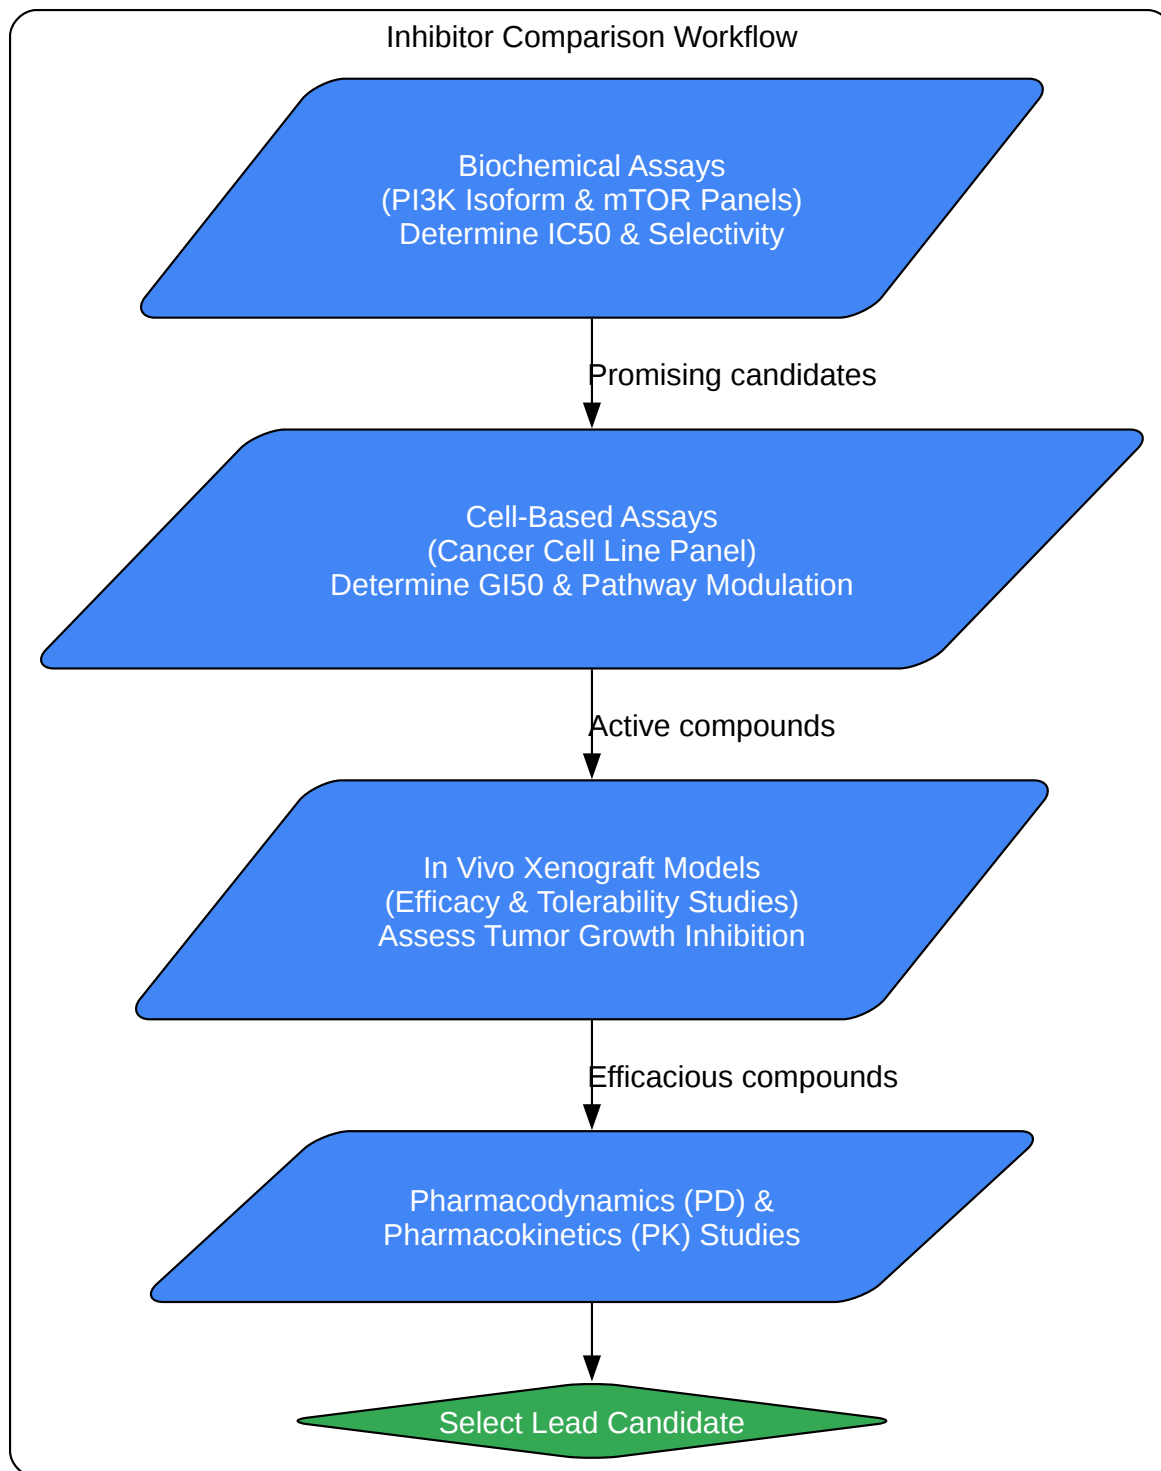 Inhibitor Comparison Workflow
Biochemical Assays
(PI3K Isoform & mTOR Panels)
Determine IC50 & Selectivity
Promising candidates
Cell-Based Assays
(Cancer Cell Line Panel)
Determine GI50 & Pathway Modulation
Active compounds
In Vivo Xenograft Models
(Efficacy & Tolerability Studies)
Assess Tumor Growth Inhibition
Efficacious compounds
Pharmacodynamics (PD) &
Pharmacokinetics (PK) Studies
Select Lead Candidate